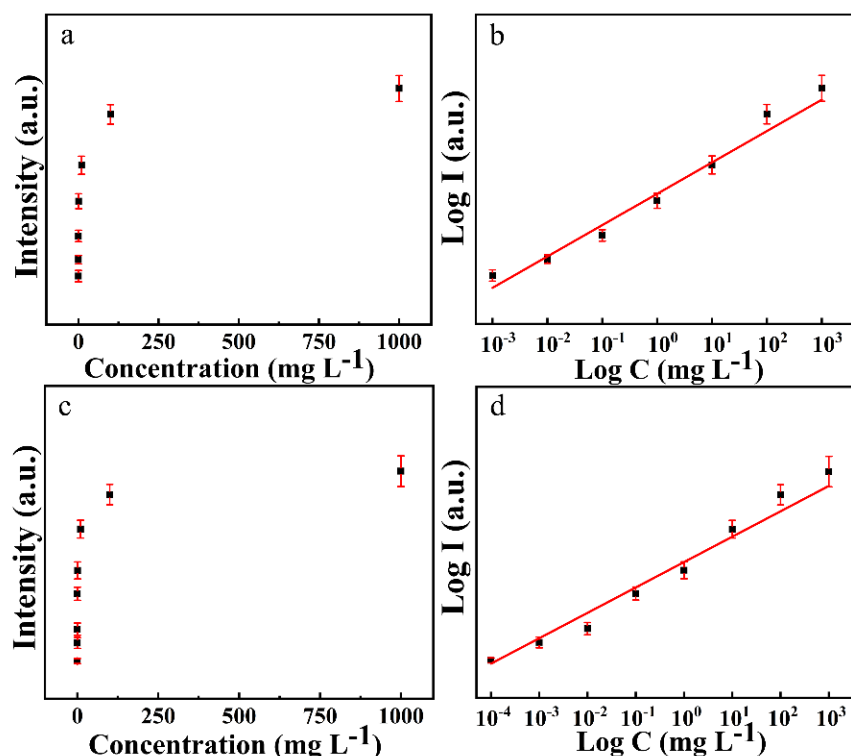 a
Intensity (a.u.)
0 250 500 750 1000
Concentration (mg L⁻¹)
b
Log I (a.u.)
10⁻³ 10⁻² 10⁻¹ 10⁰ 10¹ 10² 10³
Log C (mg L⁻¹)
c
Intensity (a.u.)
0 250 500 750 1000
Concentration (mg L⁻¹)
d
Log I (a.u.)
10⁻⁴ 10⁻³ 10⁻² 10⁻¹ 10⁰ 10¹ 10² 10³
Log C (mg L⁻¹)